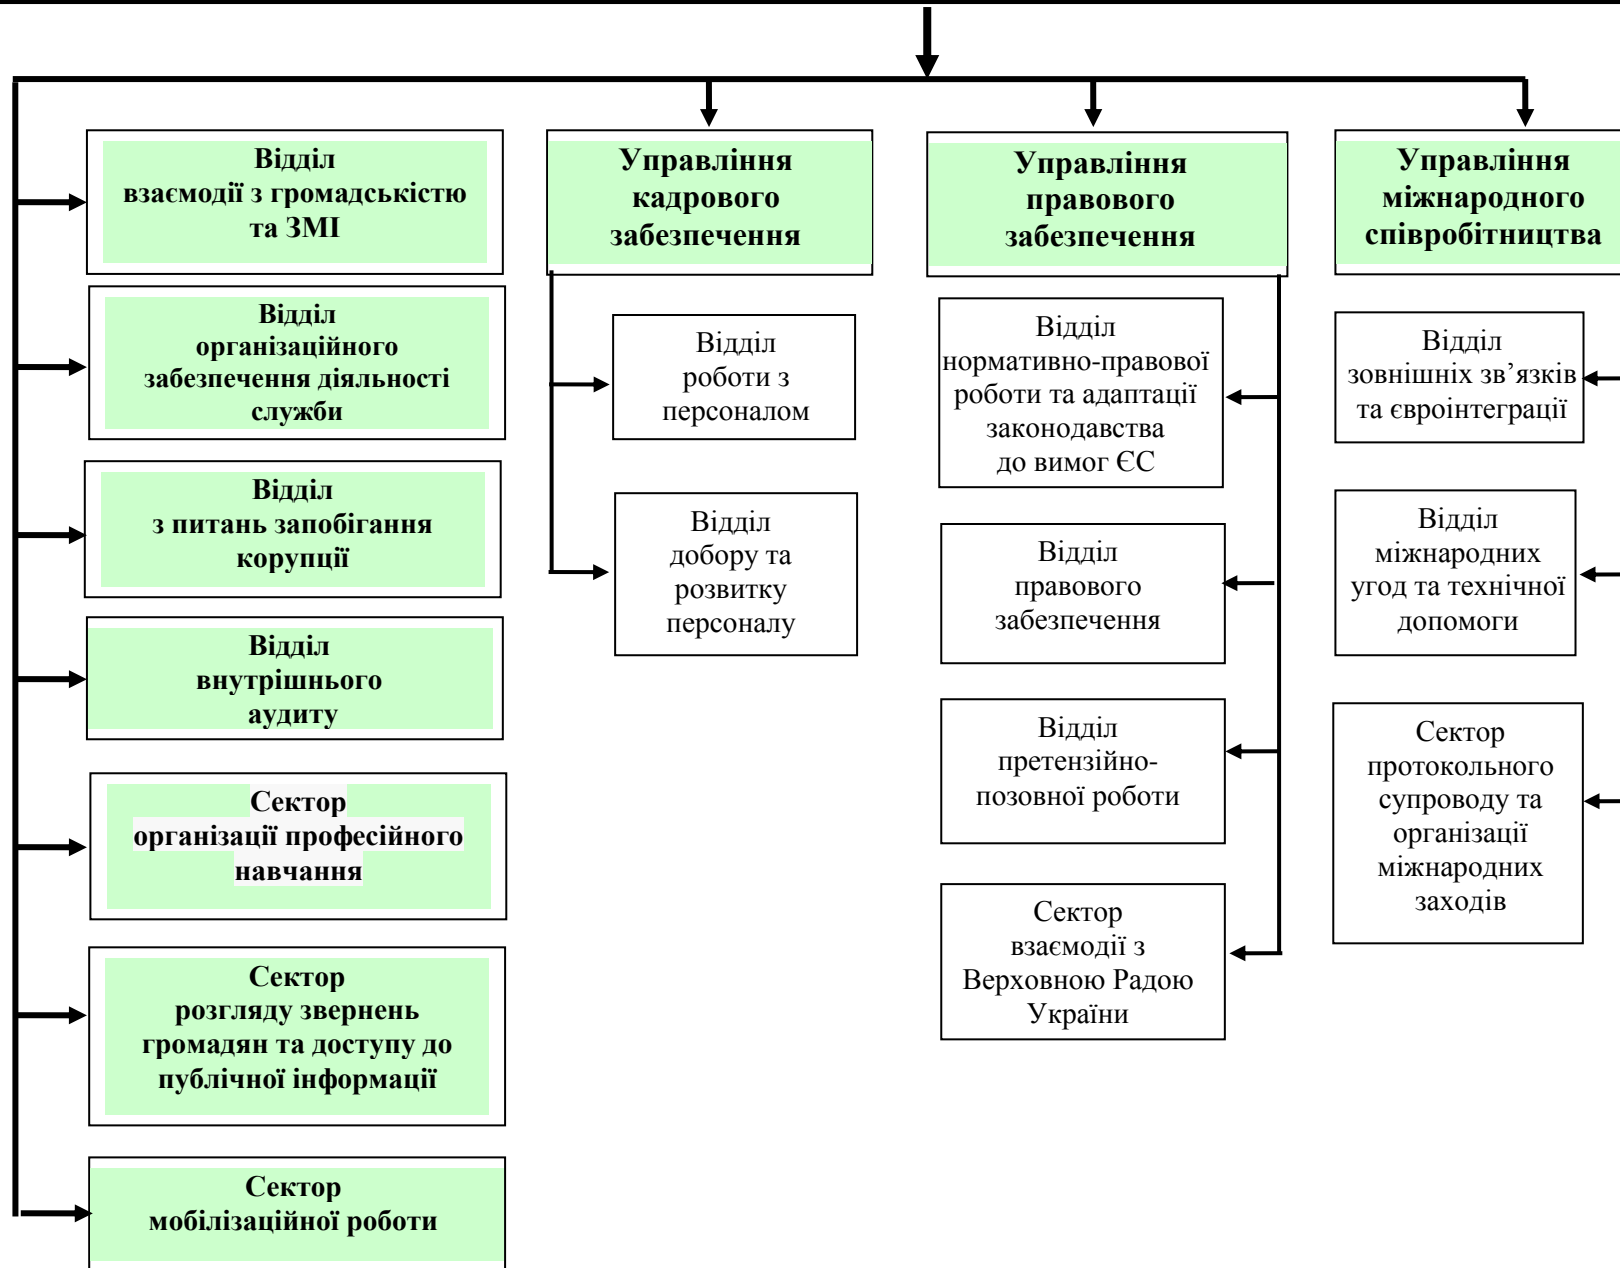 Відділ
взаємодії з громадськістю
та ЗМІ
Відділ
організаційного
забезпечення діяльності
служби
Відділ
з питань запобігання
корупції
Відділ
внутрішнього
аудиту
Сектор
організації професійного
навчання
Сектор
розгляду звернень
громадян та доступу до
публічної інформації
Сектор
мобілізаційної роботи
Управління
кадрового
забезпечення
Відділ
роботи з
персоналом
Відділ
добору та
розвитку
персоналу
Управління
правового
забезпечення
Відділ
нормативно-правової
роботи та адаптації
законодавства
до вимог ЄС
Відділ
правового
забезпечення
Відділ
претензійно-
позовної роботи
Сектор
взаємодії з
Верховною Радою
України
Управління
міжнародного
співробітництва
Відділ
зовнішніх зв’язків
та євроінтеграції
Відділ
міжнародних
угод та технічної
допомоги
Сектор
протокольного
супроводу та
організації
міжнародних
заходів